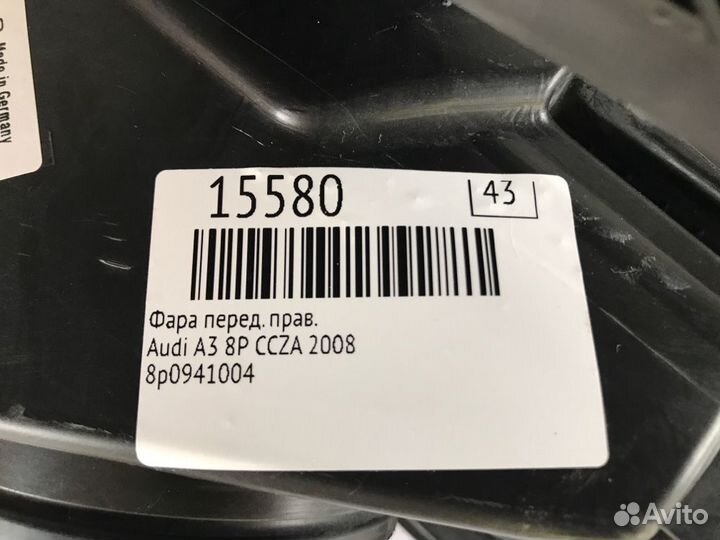 Made in Germany
15580
43
Фара перед. прав.
Audi A3 8P CCZA 2008
8p0941004
Avito